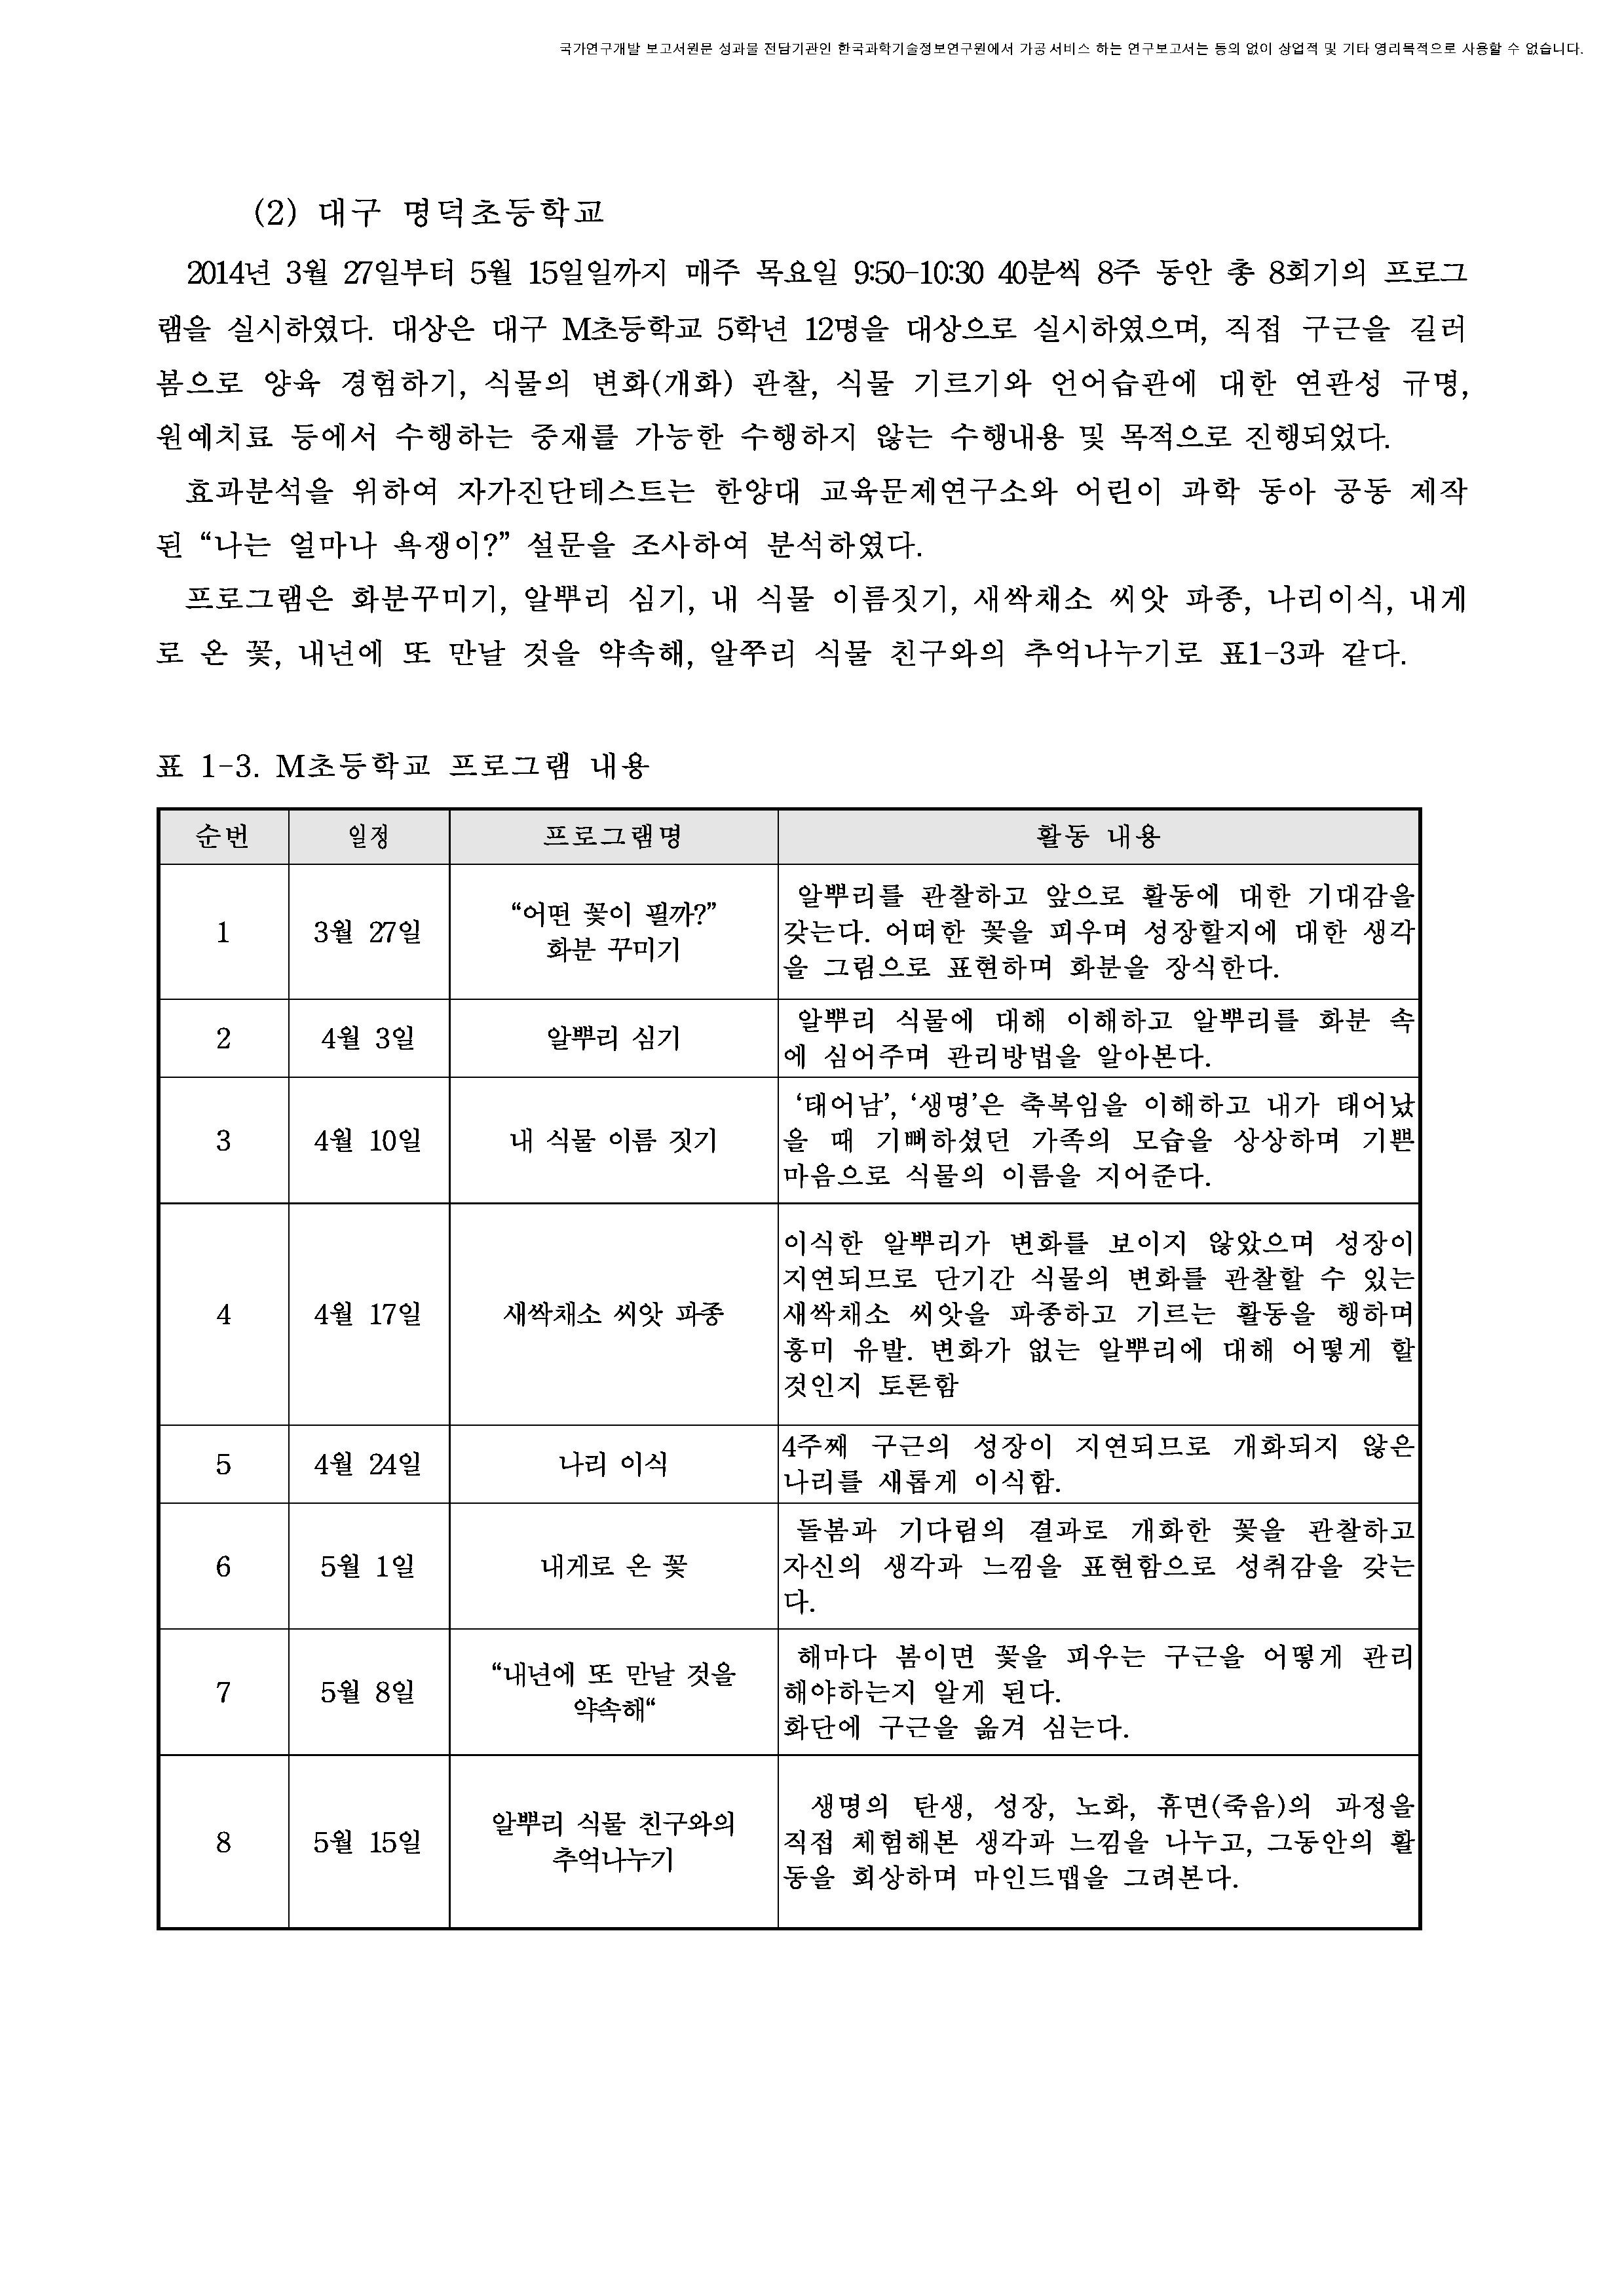 국가연구개발 보고서원문 성과물 전담기관인 한국과학기술정보연구원에서 가공·서비스 하는 연구보고서는 동의 없이 상업적 및 기타 영리목적으로 사용할 수 없습니다.
(2) 대구 명덕초등학교
2014년 3월 27일부터 5월 15일일까지 매주 목요일 9:50-10:30 40분씩 8주 동안 총 8회기의 프로그
램을 실시하였다. 대상은 대구 M초등학교 5학년 12명을 대상으로 실시하였으며, 직접 구근을 길러
봄으로 양육 경험하기, 식물의 변화(개화) 관찰, 식물 기르기와 언어습관에 대한 연관성 규명,
원예치료 등에서 수행하는 중재를 가능한 수행하지 않는 수행내용 및 목적으로 진행되었다.
효과분석을 위하여 자가진단테스트는 한양대 교육문제연구소와 어린이 과학 동아 공동 제작
된 “나는 얼마나 욕쟁이?” 설문을 조사하여 분석하였다.
프로그램은 화분꾸미기, 알뿌리 심기, 내 식물 이름짓기, 새싹채소 씨앗 파종, 나리이식, 내게
로 온 꽃, 내년에 또 만날 것을 약속해, 알쭈리 식물 친구와의 추억나누기로 표1-3과 같다.
표 1-3. M초등학교 프로그램 내용
순번 일정 프로그램명 활동 내용
1 3월 27일 “어떤 꽃이 필까?”
화분 꾸미기
알뿌리를 관찰하고 앞으로 활동에 대한 기대감을
갖는다. 어떠한 꽃을 피우며 성장할지에 대한 생각
을 그림으로 표현하며 화분을 장식한다.
2 4월 3일 알뿌리 심기
알뿌리 식물에 대해 이해하고 알뿌리를 화분 속
에 심어주며 관리방법을 알아본다.
3 4월 10일 내 식물 이름 짓기
‘태어남’, ‘생명’은 축복임을 이해하고 내가 태어났
을 때 기뻐하셨던 가족의 모습을 상상하며 기쁜
마음으로 식물의 이름을 지어준다.
4 4월 17일 새싹채소 씨앗 파종
이식한 알뿌리가 변화를 보이지 않았으며 성장이
지연되므로 단기간 식물의 변화를 관찰할 수 있는
새싹채소 씨앗을 파종하고 기르는 활동을 행하며
흥미 유발. 변화가 없는 알뿌리에 대해 어떻게 할
것인지 토론함
5 4월 24일 나리 이식
4주째 구근의 성장이 지연되므로 개화되지 않은
나리를 새롭게 이식함.
6 5월 1일 내게로 온 꽃
돌봄과 기다림의 결과로 개화한 꽃을 관찰하고
자신의 생각과 느낌을 표현함으로 성취감을 갖는
다.
7 5월 8일 “내년에 또 만날 것을
약속해“
해마다 봄이면 꽃을 피우는 구근을 어떻게 관리
해야하는지 알게 된다.
화단에 구근을 옮겨 심는다.
8 5월 15일 알뿌리 식물 친구와의
추억나누기
생명의 탄생, 성장, 노화, 휴면(죽음)의 과정을
직접 체험해본 생각과 느낌을 나누고, 그동안의 활
동을 회상하며 마인드맵을 그려본다.